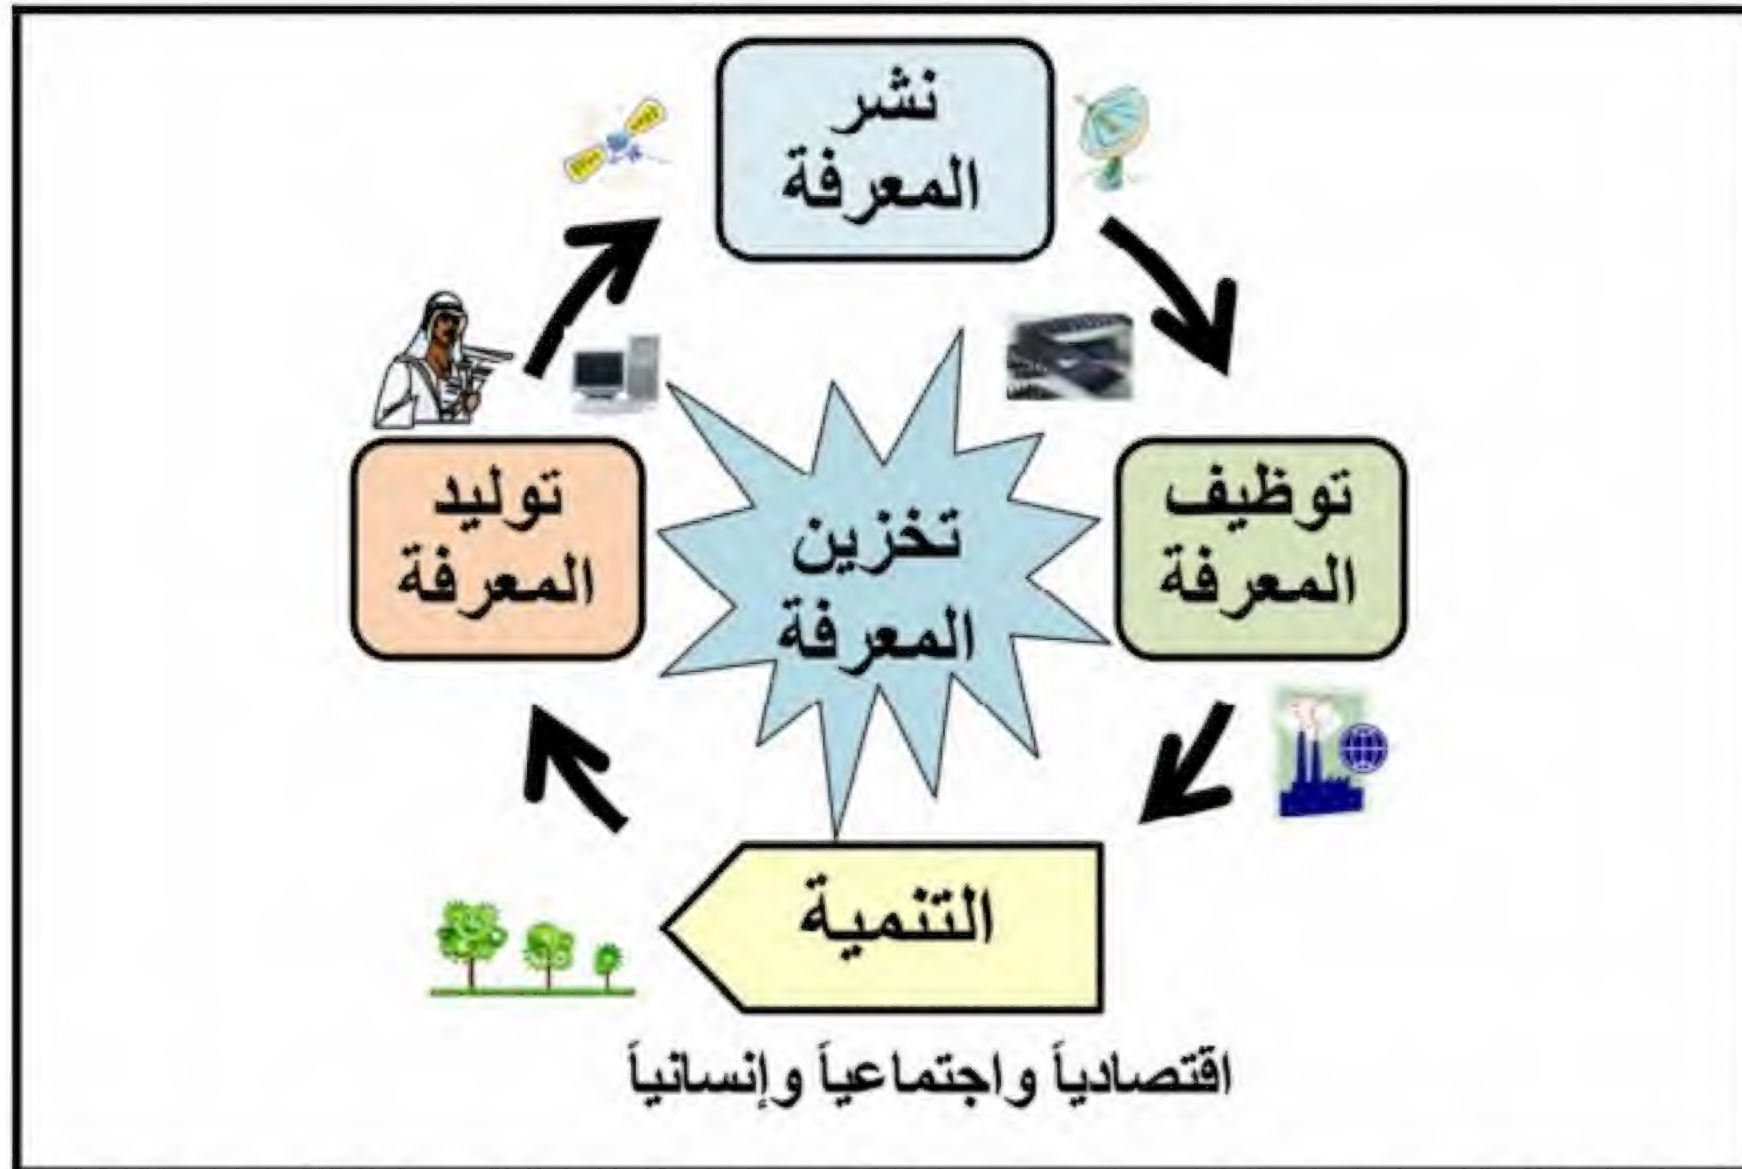 نشر
المعرفة
توظيف
المعرفة
تخزين
المعرفة
توليد
المعرفة
التنمية
اقتصادياً واجتماعياً وإنسانياً